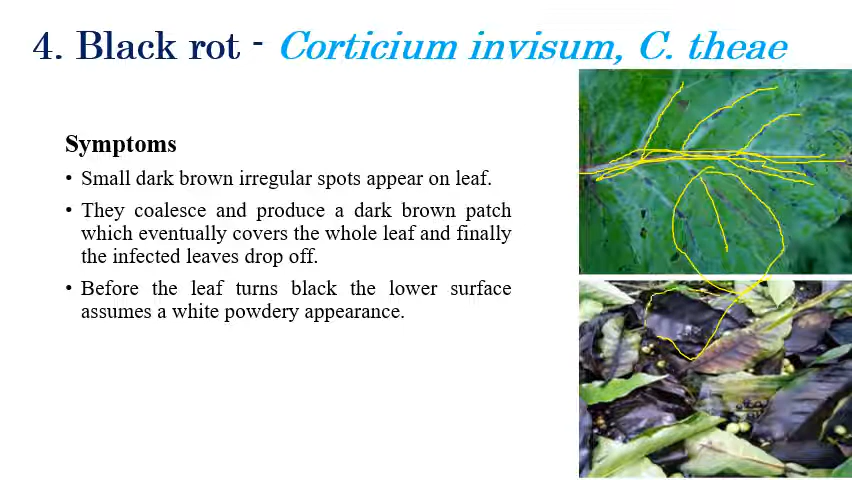 4. Black rot - Corticium invisum, C. theae
Symptoms
• Small dark brown irregular spots appear on leaf.
• They coalesce and produce a dark brown patch
which eventually covers the whole leaf and finally
the infected leaves drop off.
• Before the leaf turns black the lower surface
assumes a white powdery appearance.